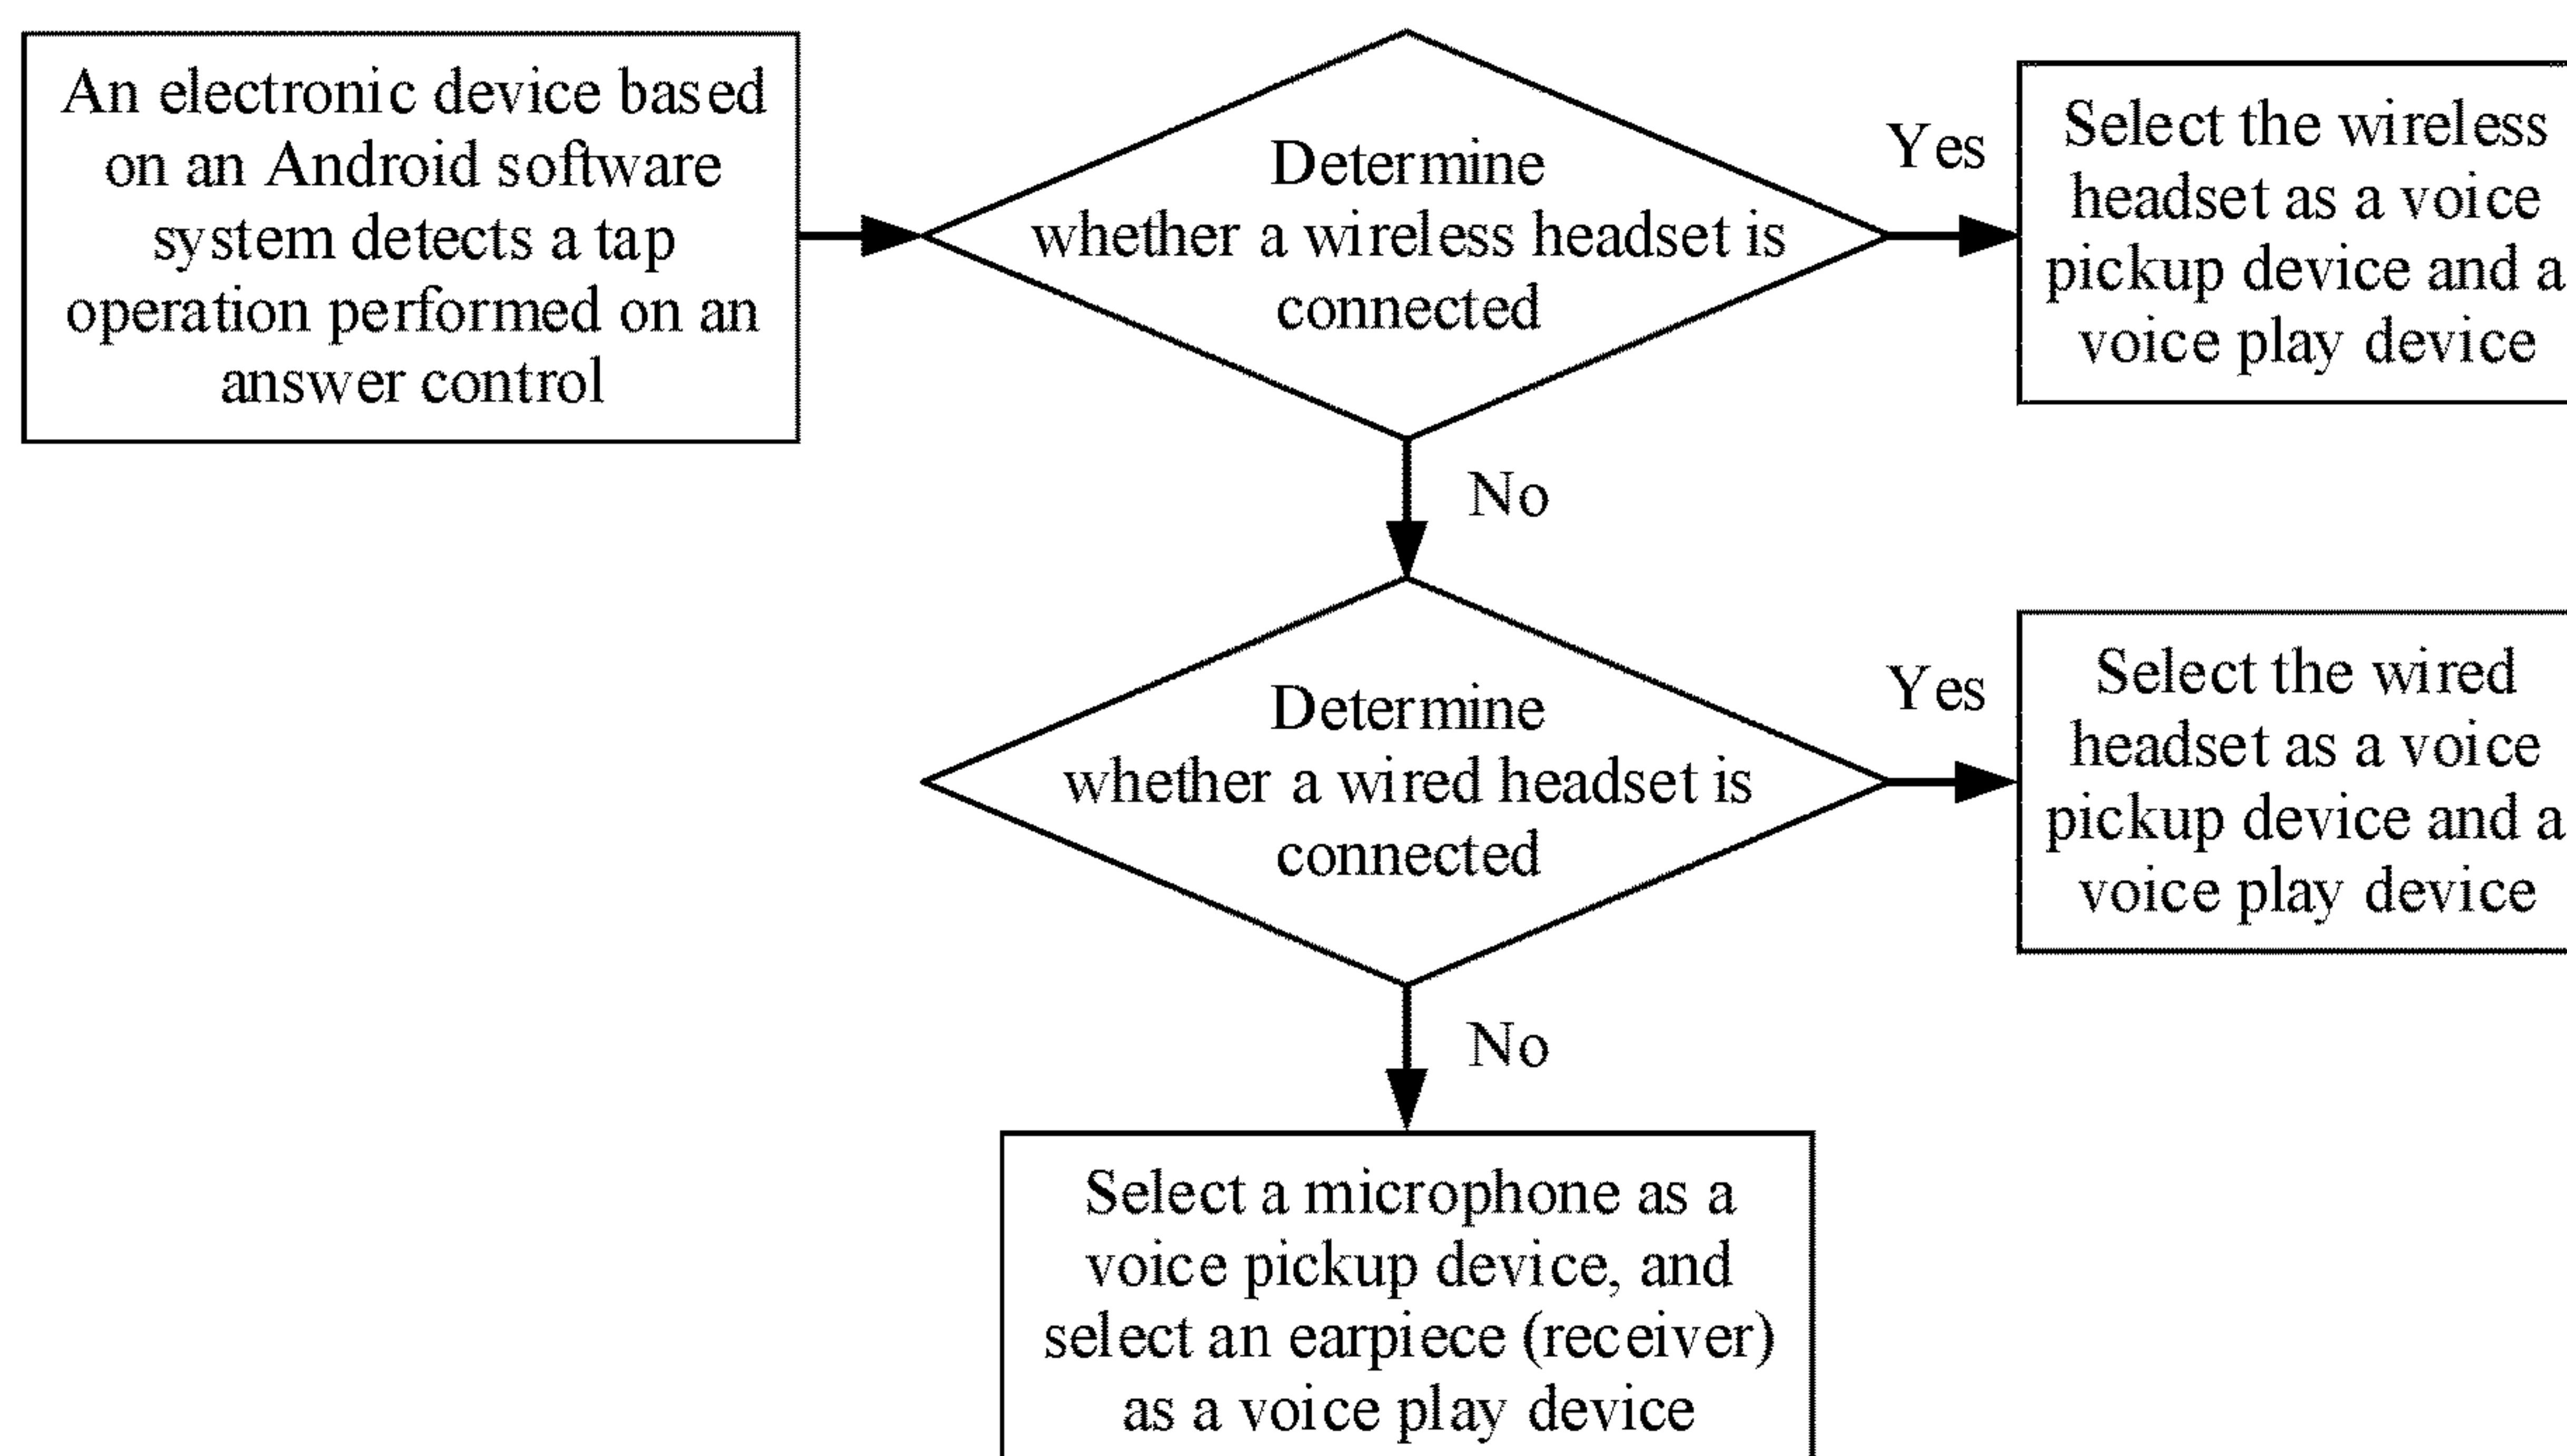 An electronic device based
on an Android software
system detects a tap
operation performed on an
answer control
Determine
whether a wireless headset is
connected
Yes
Select the wireless
headset as a voice
pickup device and a
voice play device
No
Determine
whether a wired headset is
connected
Yes
Select the wired
headset as a voice
pickup device and a
voice play device
No
Select a microphone as a
voice pickup device, and
select an earpiece (receiver)
as a voice play device